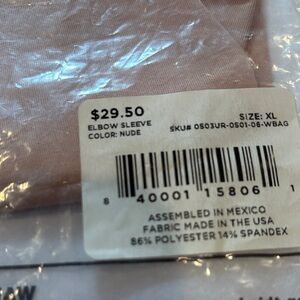 $29.50
ELBOW SLEEVE SIZE: XL
COLOR: NUDE SKU# 0503UR-0501-06-WBAG
8 40001 15806 1
ASSEMBLED IN MEXICO
FABRIC MADE IN THE USA
86% POLYESTER 14% SPANDEX